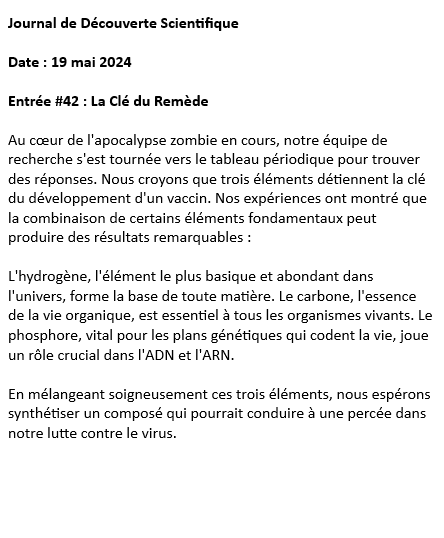 Journal de Découverte Scientifique
Date : 19 mai 2024
Entrée #42 : La Clé du Remède
Au cœur de l'apocalypse zombie en cours, notre équipe de
recherche s'est tournée vers le tableau périodique pour trouver
des réponses. Nous croyons que trois éléments détiennent la clé
du développement d'un vaccin. Nos expériences ont montré que
la combinaison de certains éléments fondamentaux peut
produire des résultats remarquables :
L'hydrogène, l'élément le plus basique et abondant dans
l'univers, forme la base de toute matière. Le carbone, l'essence
de la vie organique, est essentiel à tous les organismes vivants. Le
phosphore, vital pour les plans génétiques qui codent la vie, joue
un rôle crucial dans l'ADN et l'ARN.
En mélangeant soigneusement ces trois éléments, nous espérons
synthétiser un composé qui pourrait conduire à une percée dans
notre lutte contre le virus.